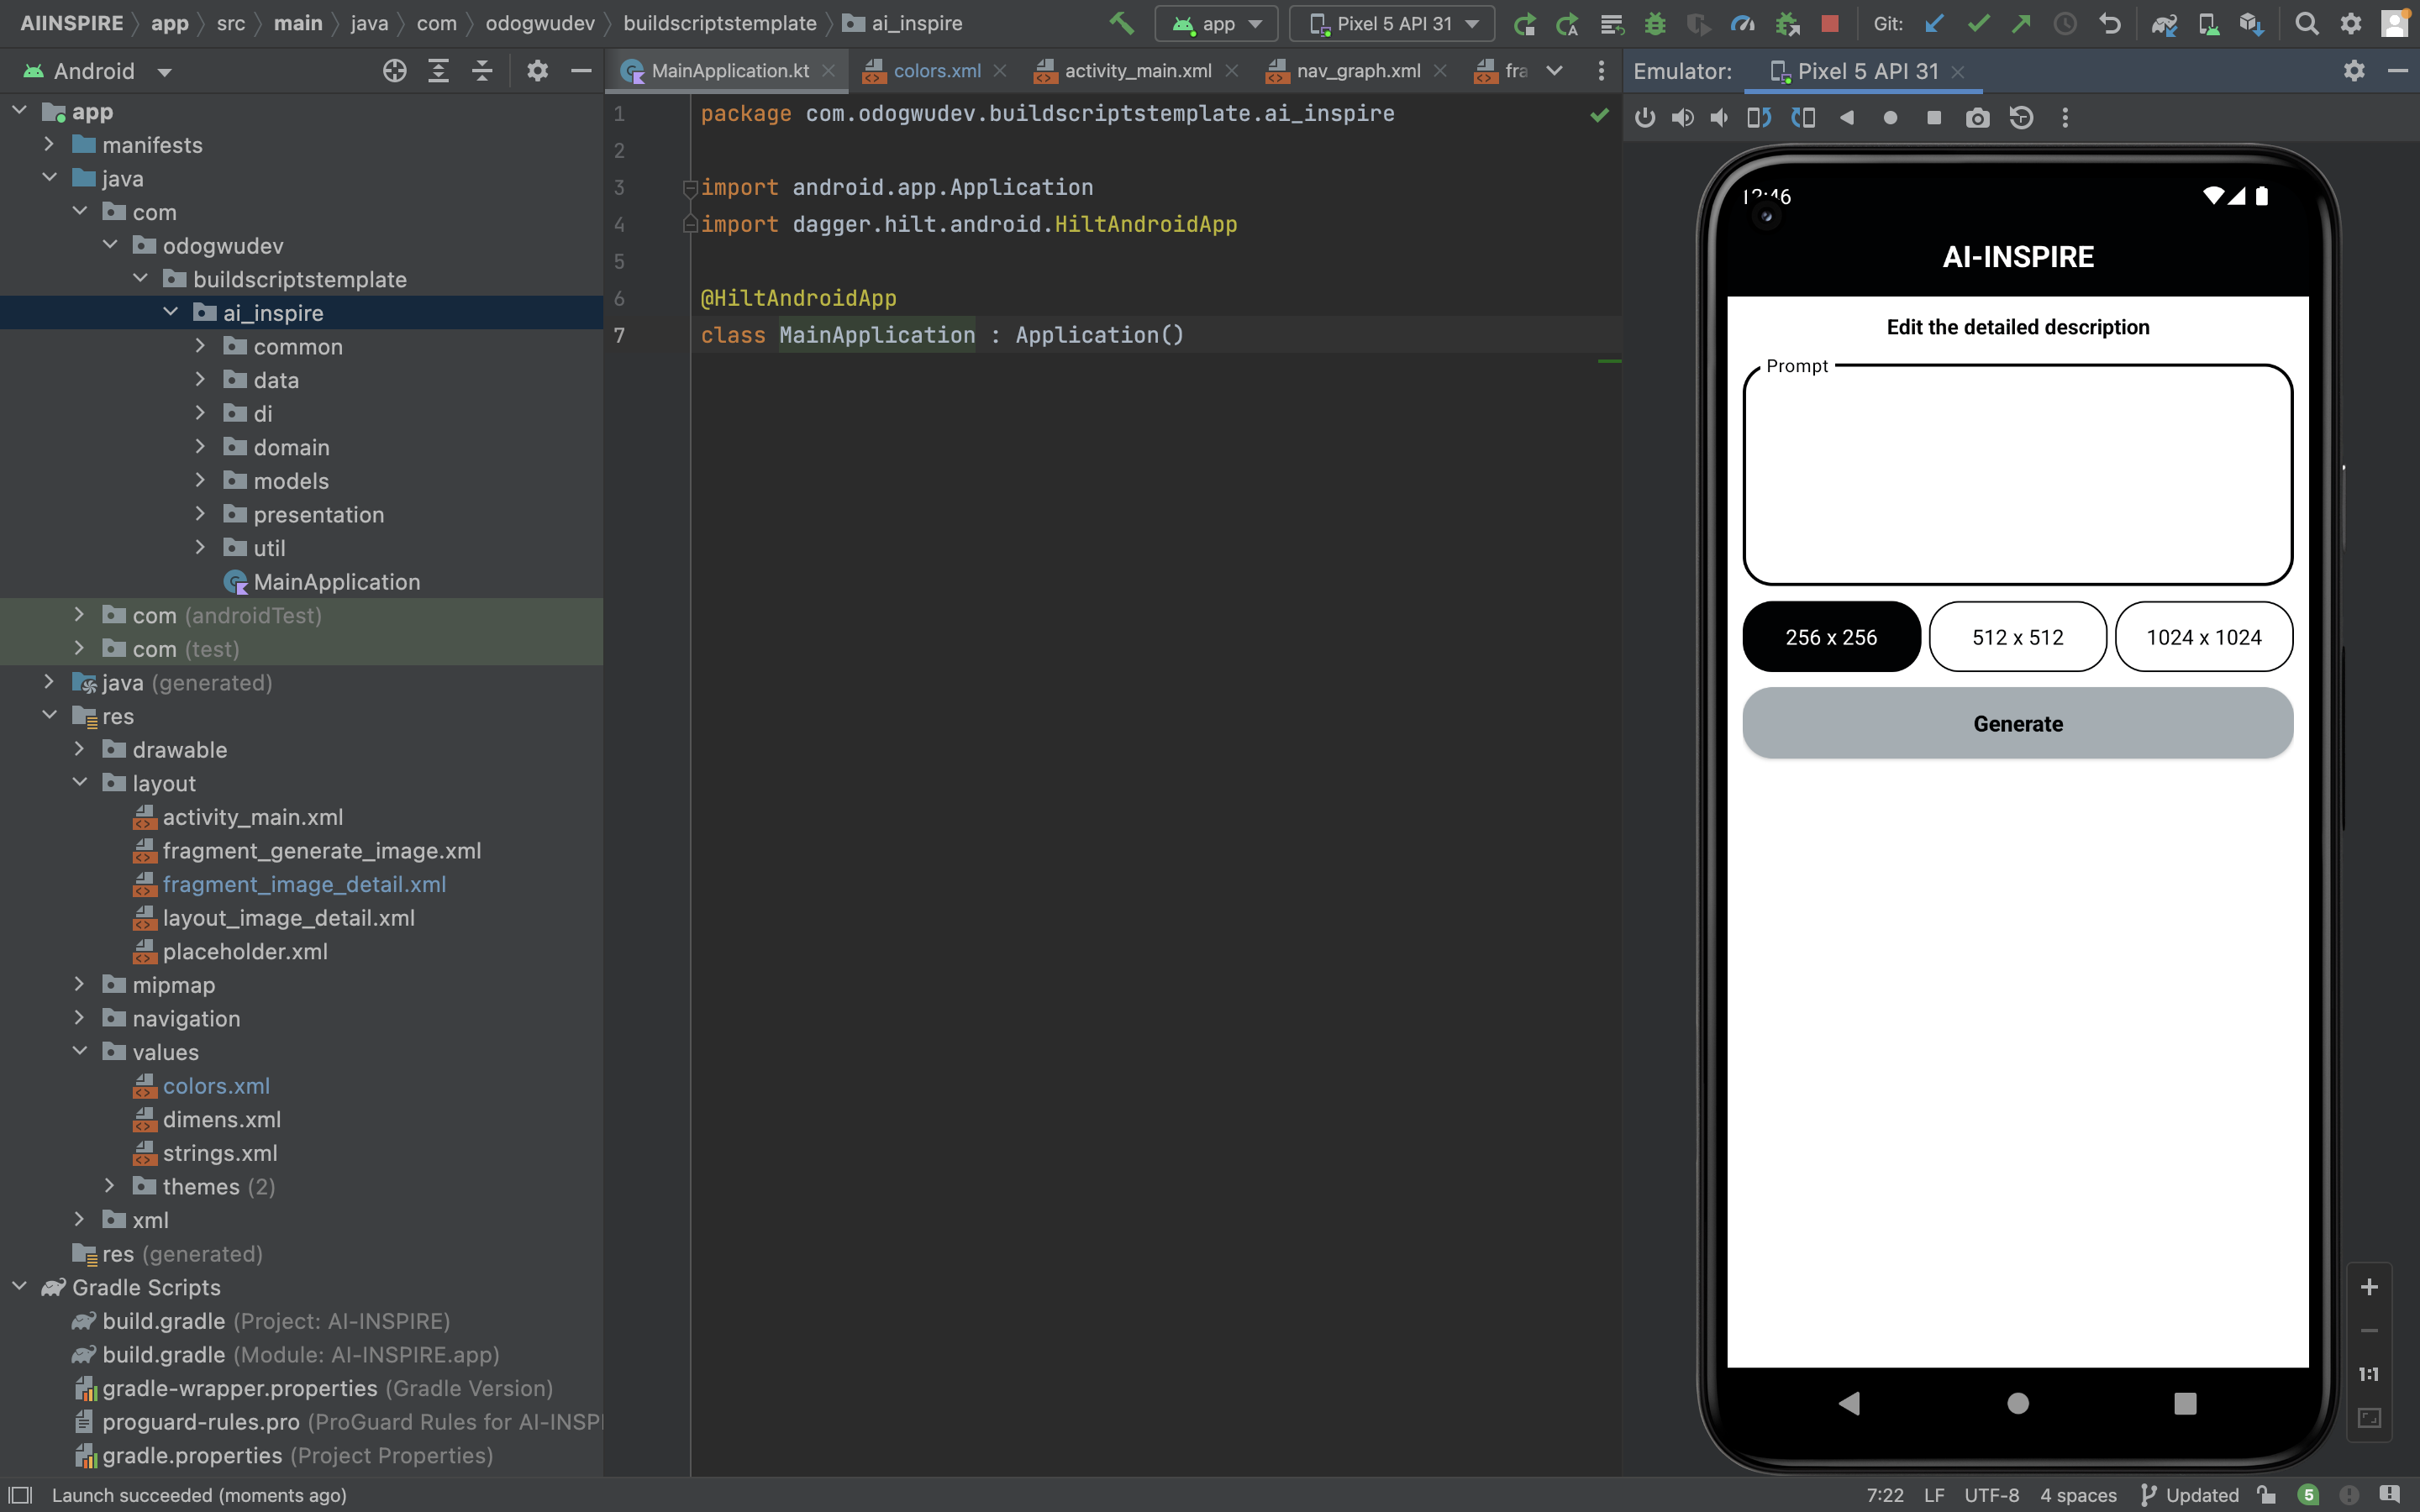 AIINSPIRE app src main java com odogwudev buildscriptstemplate ai_inspire
app Pixel 5 API 31 Git:
Android
app
manifests
java
com
odogwudev
buildscriptstemplate
ai_inspire
common
data
di
domain
models
presentation
util
MainApplication
com (androidTest)
com (test)
java (generated)
res
drawable
layout
activity_main.xml
fragment_generate_image.xml
fragment_image_detail.xml
layout_image_detail.xml
placeholder.xml
mipmap
navigation
values
colors.xml
dimens.xml
strings.xml
themes (2)
xml
res (generated)
Gradle Scripts
build.gradle (Project: AI-INSPIRE)
build.gradle (Module: AI-INSPIRE.app)
gradle-wrapper.properties (Gradle Version)
proguard-rules.pro (ProGuard Rules for AI-INSPI
gradle.properties (Project Properties)
MainApplication.kt colors.xml activity_main.xml nav_graph.xml fra
1 package com.odogwudev.buildscriptstemplate.ai_inspire
2
3 import android.app.Application
4 import dagger.hilt.android.HiltAndroidApp
5
6 @HiltAndroidApp
7 class MainApplication : Application()
Emulator: Pixel 5 API 31
12:46
AI-INSPIRE
Edit the detailed description
Prompt
256 x 256 512 x 512 1024 x 1024
Generate
1:1
Launch succeeded (moments ago)
7:22 LF UTF-8 4 spaces Updated 5